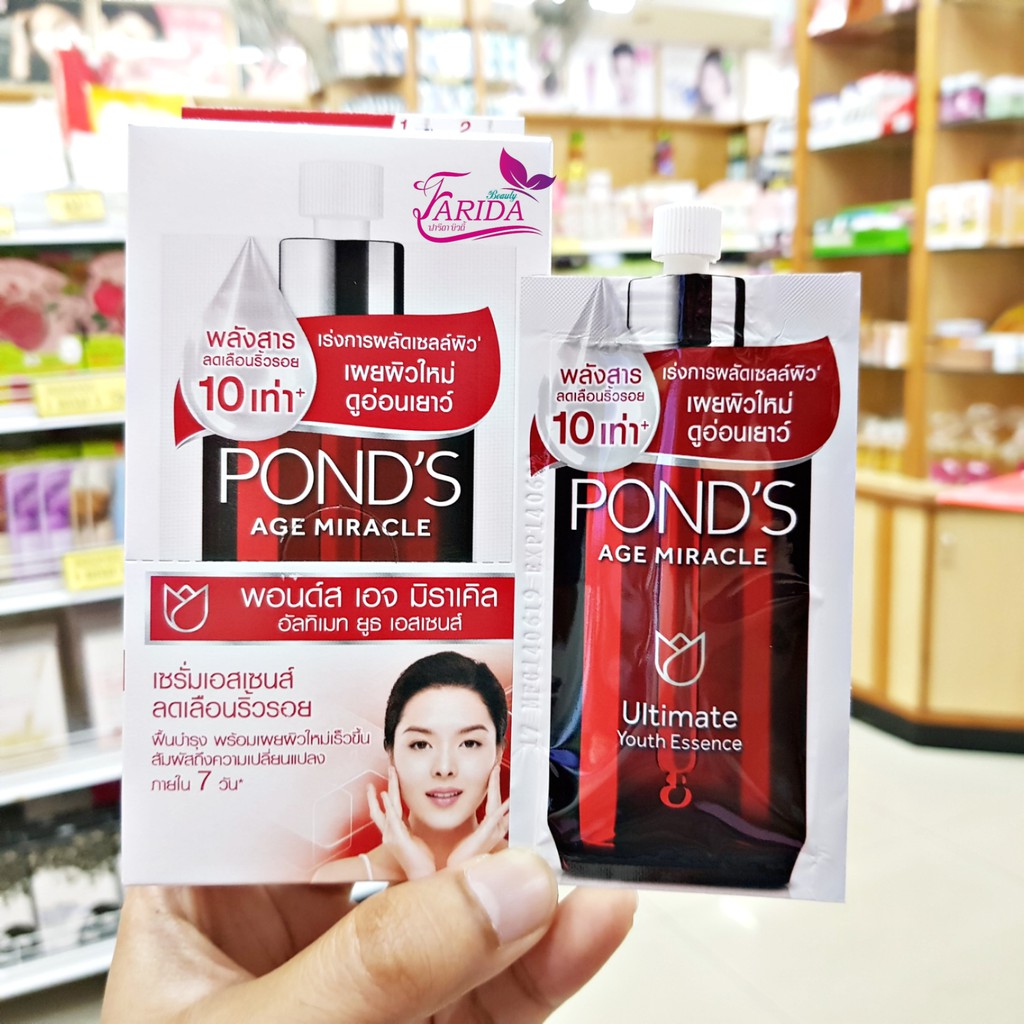 1 2
Beauty
FARIDA
ฟารีดา บิวตี้
พลังสาร
ลดเลือนริ้วรอย
10 เท่า+
เร่งการผลัดเซลล์ผิว'
เผยผิวใหม่
ดูอ่อนเยาว์
POND'S
AGE MIRACLE
พอนด์ส เอจ มิราเคิล
อัลทิเมท ยูธ เอสเซนส์
เซรั่มเอสเซนส์
ลดเลือนริ้วรอย
ฟื้นบำรุง พร้อมเผยผิวใหม่เร็วขึ้น
สัมผัสถึงความเปลี่ยนแปลง
ภายใน 7 วัน*
พลังสาร
ลดเลือนริ้วรอย
10 เท่า+
เร่งการผลัดเซลล์ผิว'
เผยผิวใหม่
ดูอ่อนเยาว์
POND'S
AGE MIRACLE
Ultimate
Youth Essence